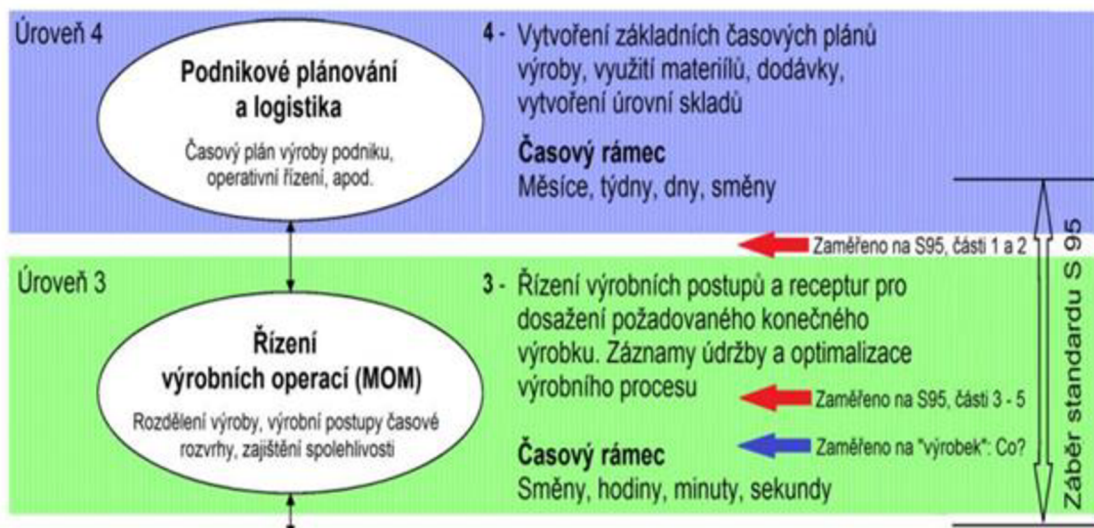 Úroveň 4
Podnikové plánování
a logistika
Časový plán výroby podniku,
operativní řízení, apod.
4 - Vytvoření základních časových plánů
výroby, využití materiílů, dodávky,
vytvoření úrovní skladů
Časový rámec
Měsíce, týdny, dny, směny
Zaměřeno na S95, části 1 a 2
Úroveň 3
Řízení
výrobních operací (MOM)
Rozdělení výroby, výrobní postupy časové
rozvrhy, zajištění spolehlivosti
3 - Řízení výrobních postupů a receptur pro
dosažení požadovaného konečného
výrobku. Záznamy údržby a optimalizace
výrobního procesu
Zaměřeno na S95, části 3 - 5
Zaměřeno na "výrobek": Co?
Časový rámec
Směny, hodiny, minuty, sekundy
Záběr standardu S 95